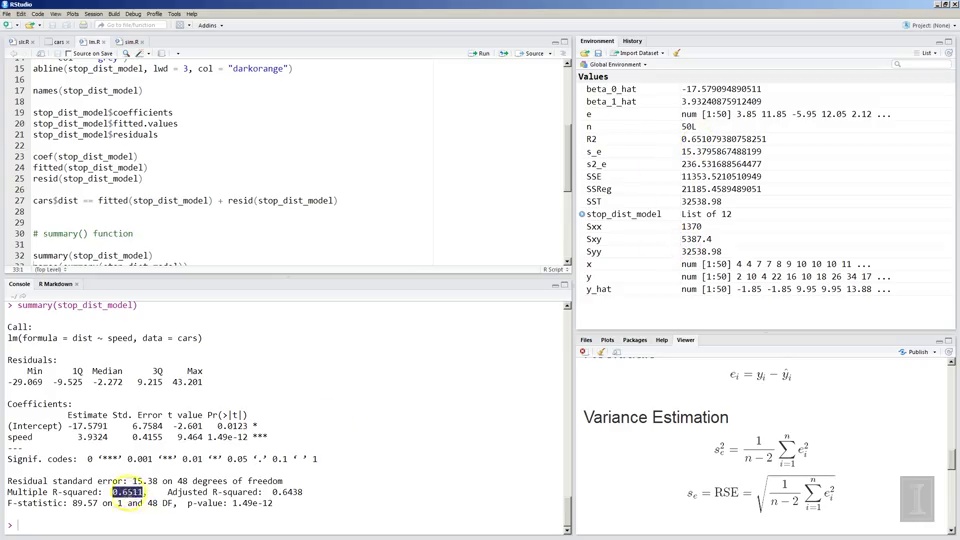 RStudio
File Edit Code View Plots Session Build Debug Profile Tools Help
Go to file/function
Addins
Project: (None)
slr.R cars lm.R sim.R
Source on Save
Run
Source
15 abline(stop_dist_model, lwd = 3, col = "darkorange")
16
17 names(stop_dist_model)
18
19 stop_dist_model$coefficients
20 stop_dist_model$fitted.values
21 stop_dist_model$residuals
22
23 coef(stop_dist_model)
24 fitted(stop_dist_model)
25 resid(stop_dist_model)
26
27 cars$dist == fitted(stop_dist_model) + resid(stop_dist_model)
28
29
30 # summary() function
31
32 summary(stop_dist_model)
33:1 (Top Level) R Script
Console R Markdown
~/
> summary(stop_dist_model)
Call:
lm(formula = dist ~ speed, data = cars)
Residuals:
Min 1Q Median 3Q Max
-29.069 -9.525 -2.272 9.215 43.201
Coefficients:
Estimate Std. Error t value Pr(>|t|)
(Intercept) -17.5791 6.7584 -2.601 0.0123 *
speed 3.9324 0.4155 9.464 1.49e-12 ***
---
Signif. codes: 0 ‘***’ 0.001 ‘**’ 0.01 ‘*’ 0.05 ‘.’ 0.1 ‘ ’ 1
Residual standard error: 15.38 on 48 degrees of freedom
Multiple R-squared: 0.6511, Adjusted R-squared: 0.6438
F-statistic: 89.57 on 1 and 48 DF, p-value: 1.49e-12
>
Environment History
Import Dataset
List
Global Environment
Values
beta_0_hat -17.579094890511
beta_1_hat 3.93240875912409
e num [1:50] 3.85 11.85 -5.95 12.05 2.12 ...
n 50L
R2 0.651079380758251
s_e 15.3795867488199
s2_e 236.531688564477
SSE 11353.5210510949
SSReg 21185.4589489051
SST 32538.98
stop_dist_model List of 12
Sxx 1370
Sxy 5387.4
Syy 32538.98
x num [1:50] 4 4 7 7 8 9 10 10 10 11 ...
y num [1:50] 2 10 4 22 16 10 18 26 34 17 ...
y_hat num [1:50] -1.85 -1.85 9.95 9.95 13.88 ...
Files Plots Packages Help Viewer
Publish
e_i = y_i - ŷ_i
Variance Estimation
s_e^2 = \frac{1}{n-2} \sum_{i=1}^{n} e_i^2
s_e = RSE = \sqrt{\frac{1}{n-2} \sum_{i=1}^{n} e_i^2}
I